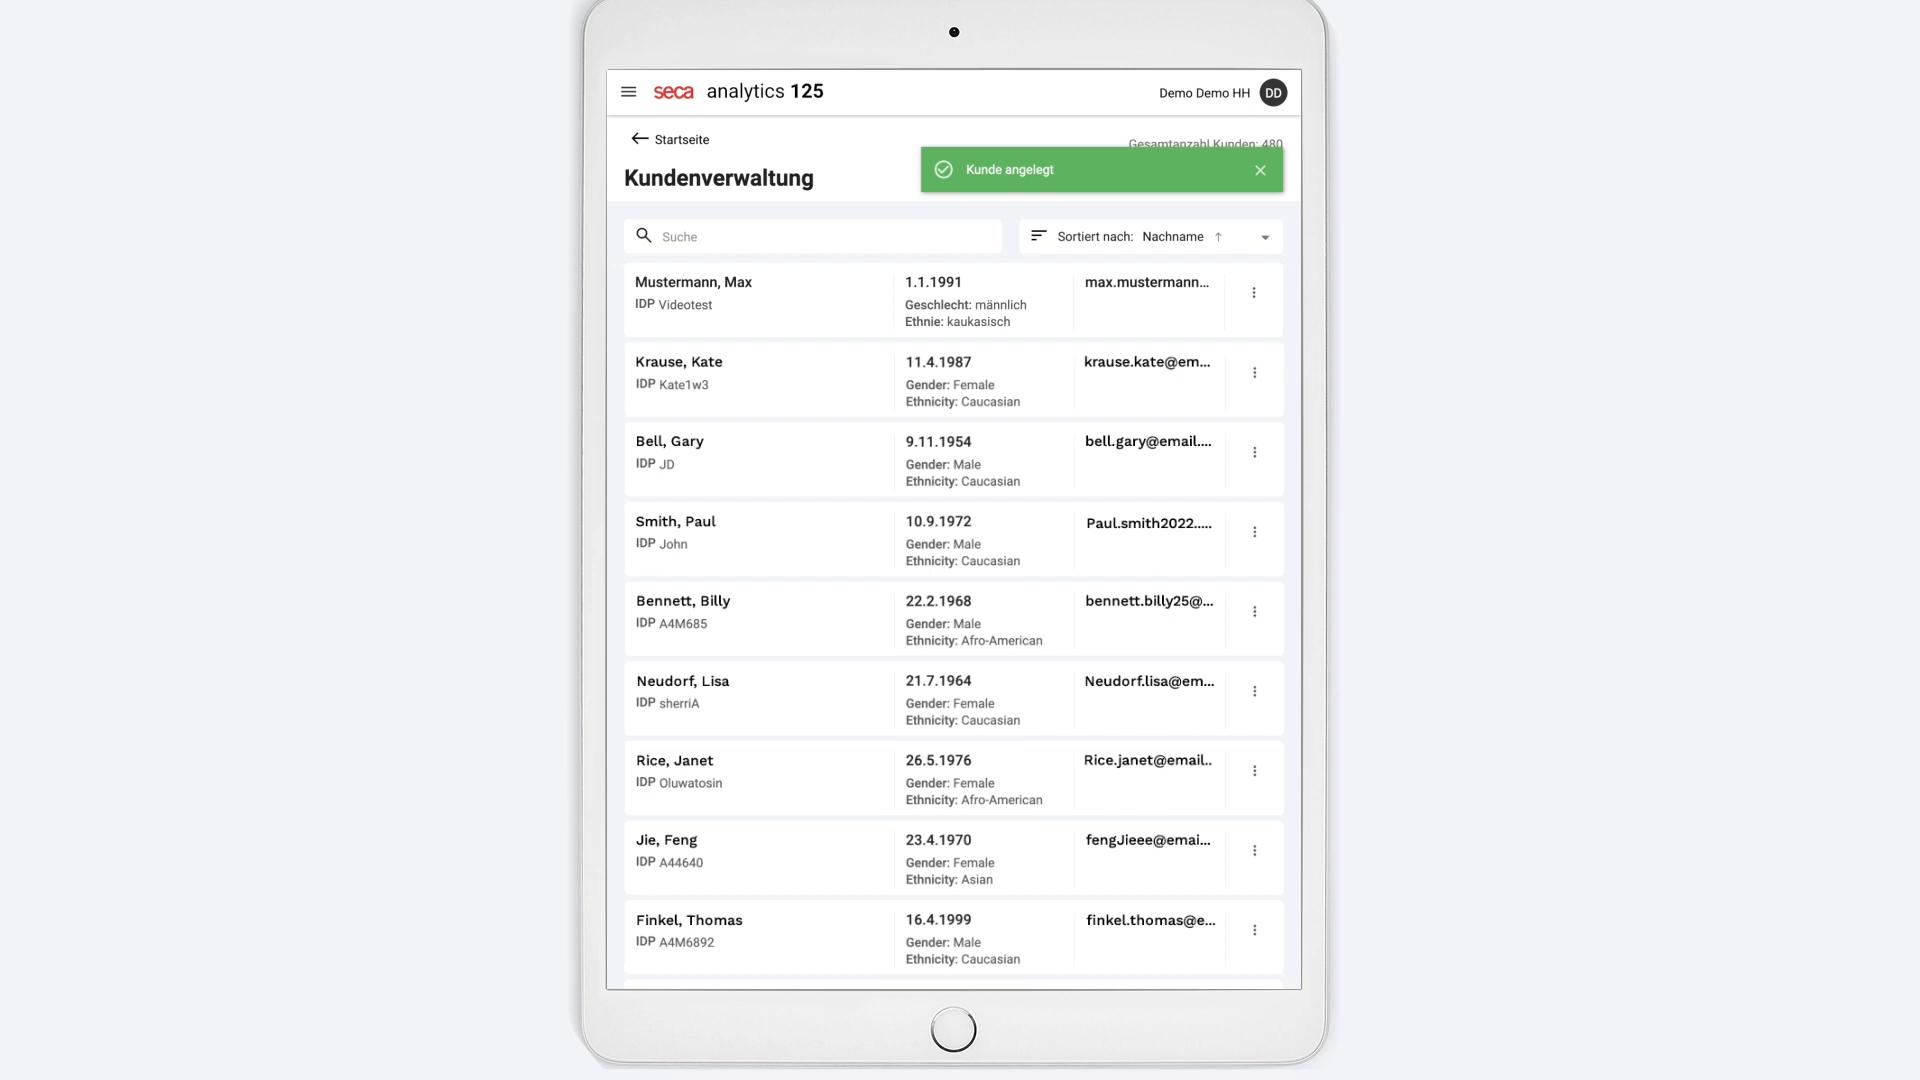 seca analytics 125
Demo Demo HH DD
Startseite
Gesamtanzahl Kunden: 480
Kundenverwaltung
Kunde angelegt
Suche
Sortiert nach: Nachname ↑
Mustermann, Max
IDP Videotest
1.1.1991
Geschlecht: männlich
Ethnie: kaukasisch
max.mustermann...
Krause, Kate
IDP Kate1w3
11.4.1987
Gender: Female
Ethnicity: Caucasian
krause.kate@em...
Bell, Gary
IDP JD
9.11.1954
Gender: Male
Ethnicity: Caucasian
bell.gary@email....
Smith, Paul
IDP John
10.9.1972
Gender: Male
Ethnicity: Caucasian
Paul.smith2022.....
Bennett, Billy
IDP A4M685
22.2.1968
Gender: Male
Ethnicity: Afro-American
bennett.billy25@...
Neudorf, Lisa
IDP sherriA
21.7.1964
Gender: Female
Ethnicity: Caucasian
Neudorf.lisa@em...
Rice, Janet
IDP Oluwatosin
26.5.1976
Gender: Female
Ethnicity: Afro-American
Rice.janet@email..
Jie, Feng
IDP A44640
23.4.1970
Gender: Female
Ethnicity: Asian
fengJieee@emai...
Finkel, Thomas
IDP A4M6892
16.4.1999
Gender: Male
Ethnicity: Caucasian
finkel.thomas@e...